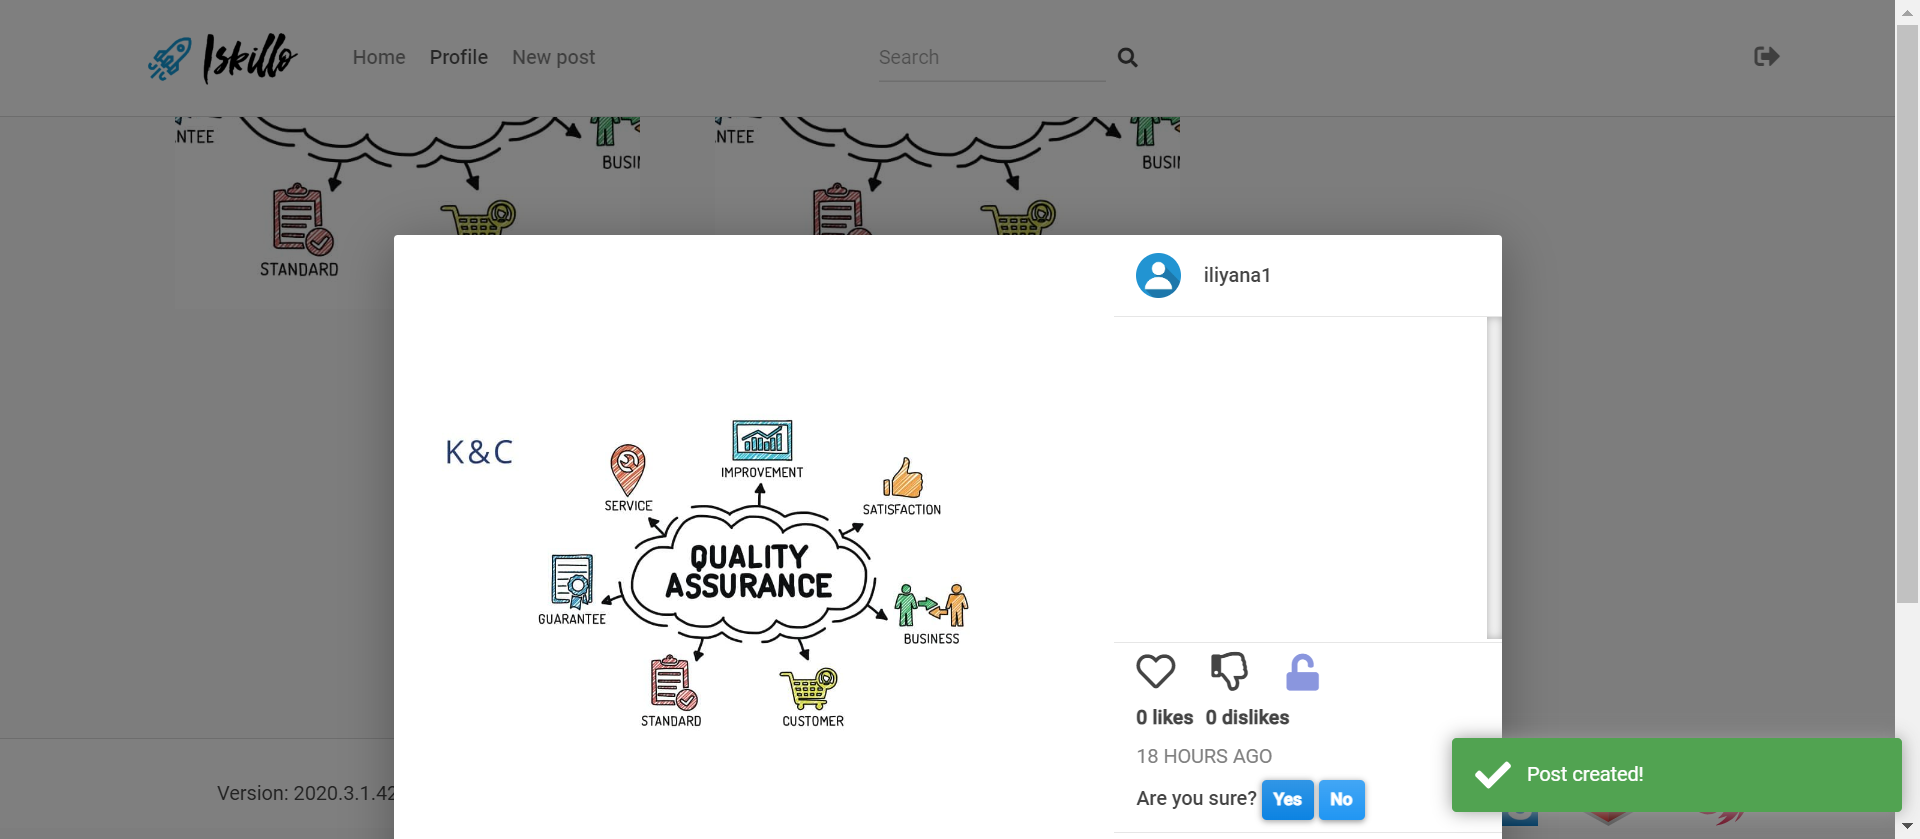 Iskillo
Home Profile New post
Search
NTEE
BUSI
NTEE
BUSI
STANDARD
iliyana1
K&C
IMPROVEMENT
SERVICE
SATISFACTION
QUALITY
ASSURANCE
GUARANTEE
BUSINESS
STANDARD
CUSTOMER
0 likes 0 dislikes
18 HOURS AGO
Are you sure? Yes No
Post created!
Version: 2020.3.1.42